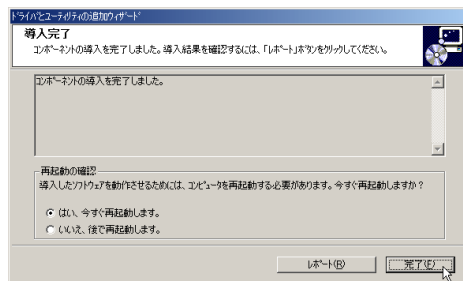 ﾄﾞﾗｲﾊﾞとﾕｰﾃｨﾘﾃｨの追加ｳｨｻﾞｰﾄﾞ
導入完了
ｺﾝﾎﾟｰﾈﾝﾄの導入を完了しました。導入結果を確認するには、「ﾚﾎﾟｰﾄ」ﾎﾞﾀﾝをｸﾘｯｸしてください。
ｺﾝﾎﾟｰﾈﾝﾄの導入を完了しました。
再起動の確認
導入したｿﾌﾄｳｪｱを動作させるためには、ｺﾝﾋﾟｭｰﾀを再起動する必要があります。今すぐ再起動しますか？
はい、今すぐ再起動します。
いいえ、後で再起動します。
ﾚﾎﾟｰﾄ(R)
完了(F)